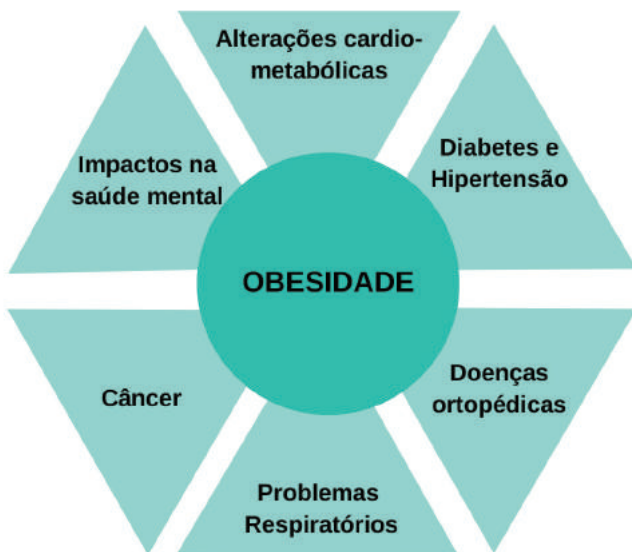 Alterações cardio-
metabólicas
Diabetes e
Hipertensão
Impactos na
saúde mental
OBESIDADE
Doenças
ortopédicas
Câncer
Problemas
Respiratórios